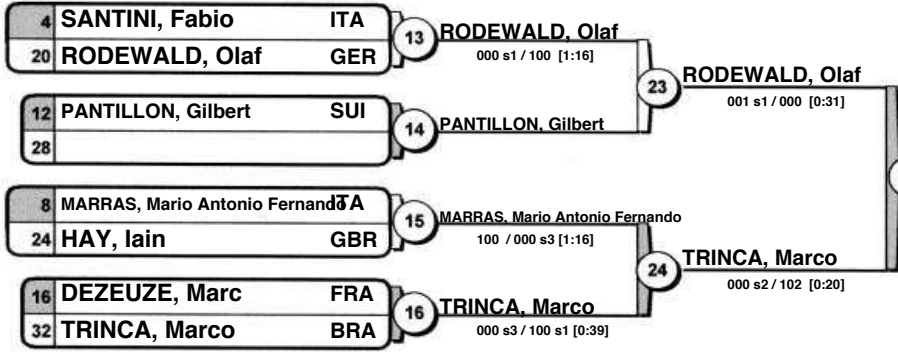 4 SANTINI, Fabio ITA
20 RODEWALD, Olaf GER
13 RODEWALD, Olaf
000 s1 / 100 [1:16]
12 PANTILLON, Gilbert SUI
28
14 PANTILLON, Gilbert
23 RODEWALD, Olaf
001 s1 / 000 [0:31]
8 MARRAS, Mario Antonio Fernando ITA
24 HAY, Iain GBR
15 MARRAS, Mario Antonio Fernando
100 / 000 s3 [1:16]
16 DEZEUZE, Marc FRA
32 TRINCA, Marco BRA
16 TRINCA, Marco
000 s3 / 100 s1 [0:39]
24 TRINCA, Marco
000 s2 / 102 [0:20]